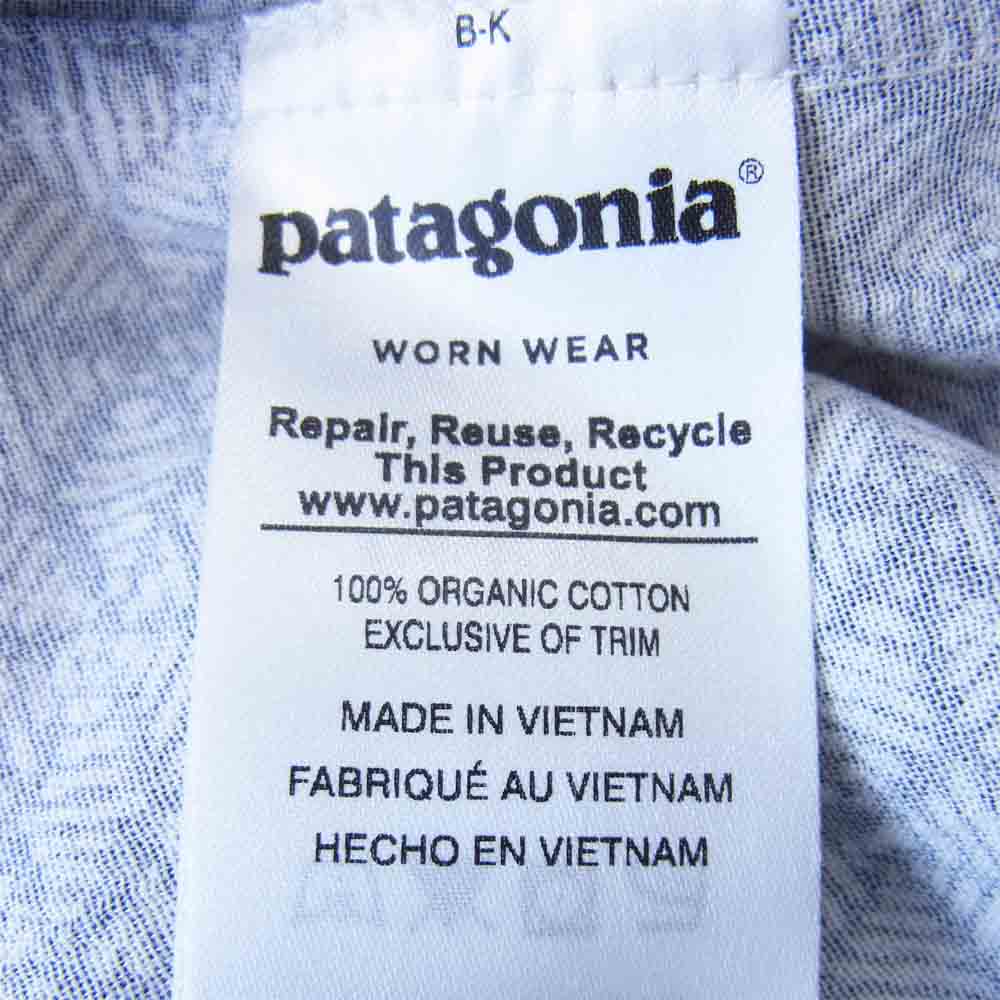 B-K
patagonia®
WORN WEAR
Repair, Reuse, Recycle
This Product
www.patagonia.com
100% ORGANIC COTTON
EXCLUSIVE OF TRIM
MADE IN VIETNAM
FABRIQUÉ AU VIETNAM
HECHO EN VIETNAM